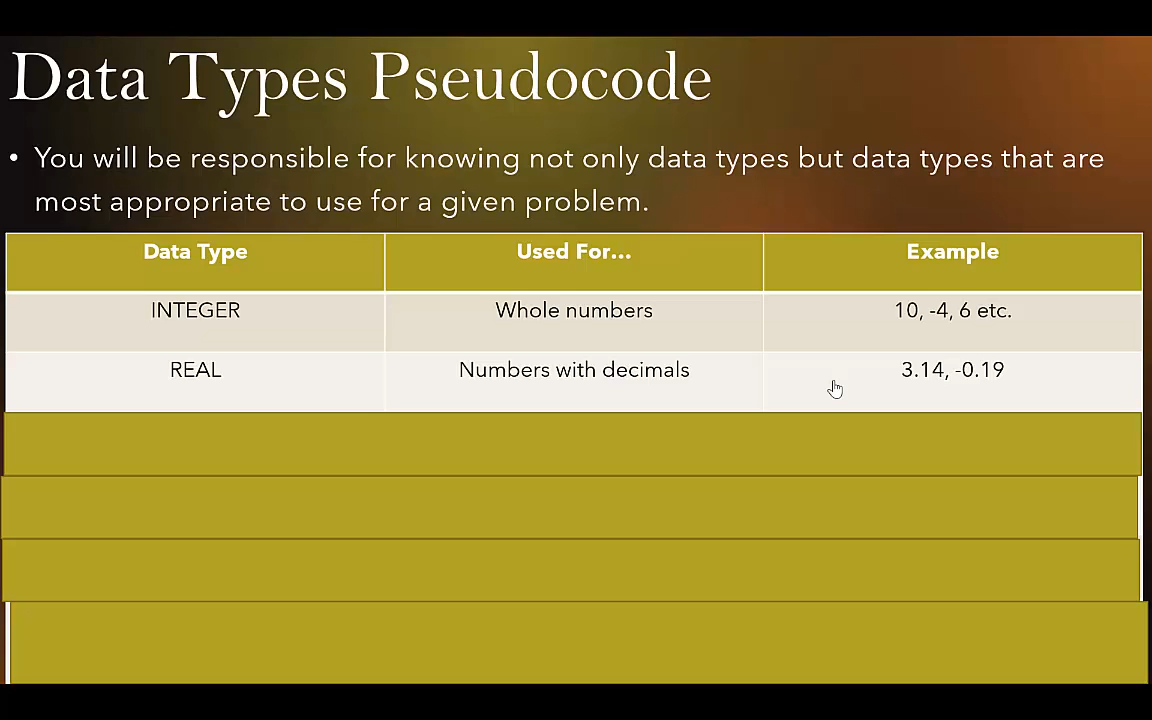 Data Types Pseudocode
• You will be responsible for knowing not only data types but data types that are
most appropriate to use for a given problem.
Data Type Used For... Example
INTEGER Whole numbers 10, -4, 6 etc.
REAL Numbers with decimals 3.14, -0.19